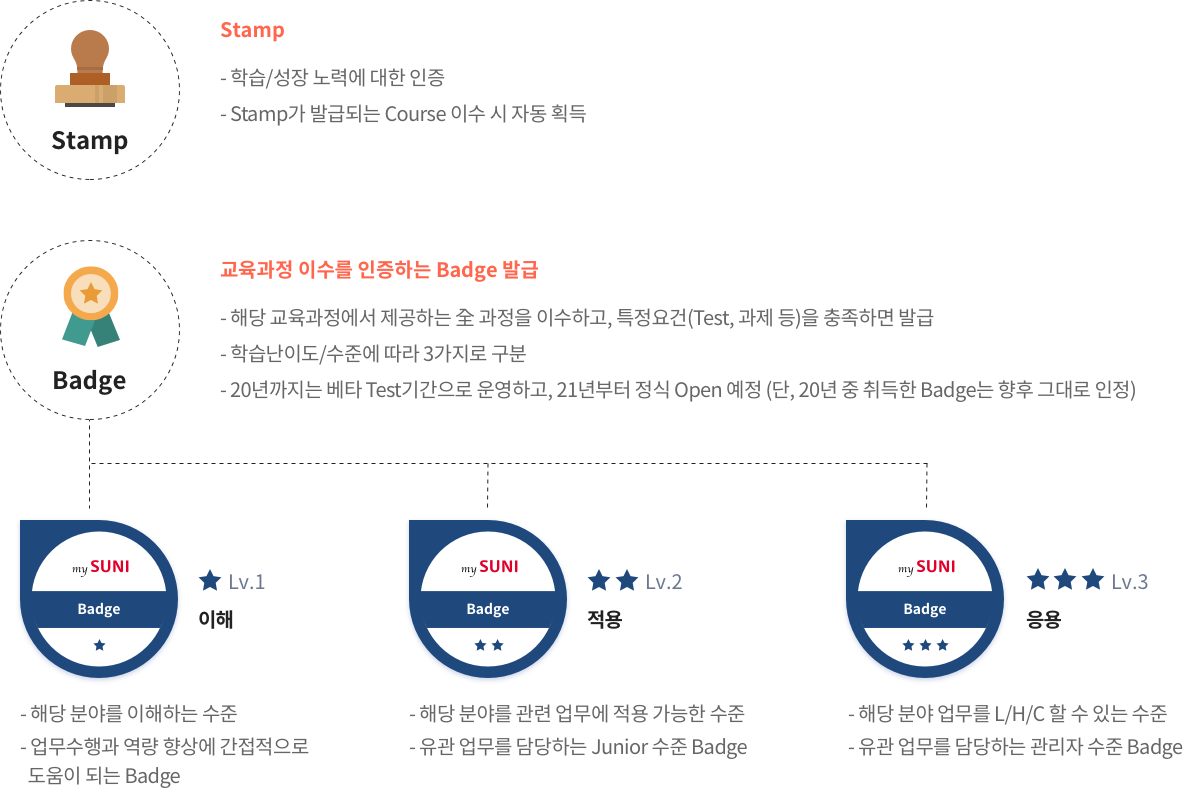 Stamp
Stamp
- 학습/성장 노력에 대한 인증
- Stamp가 발급되는 Course 이수 시 자동 획득
Badge
교육과정 이수를 인증하는 Badge 발급
- 해당 교육과정에서 제공하는 全 과정을 이수하고, 특정요건(Test, 과제 등)을 충족하면 발급
- 학습난이도/수준에 따라 3가지로 구분
- 20년까지는 베타 Test기간으로 운영하고, 21년부터 정식 Open 예정 (단, 20년 중 취득한 Badge는 향후 그대로 인정)
my SUNI
Badge
Lv.1
이해
- 해당 분야를 이해하는 수준
- 업무수행과 역량 향상에 간접적으로
도움이 되는 Badge
my SUNI
Badge
Lv.2
적용
- 해당 분야를 관련 업무에 적용 가능한 수준
- 유관 업무를 담당하는 Junior 수준 Badge
my SUNI
Badge
Lv.3
응용
- 해당 분야 업무를 L/H/C 할 수 있는 수준
- 유관 업무를 담당하는 관리자 수준 Badge